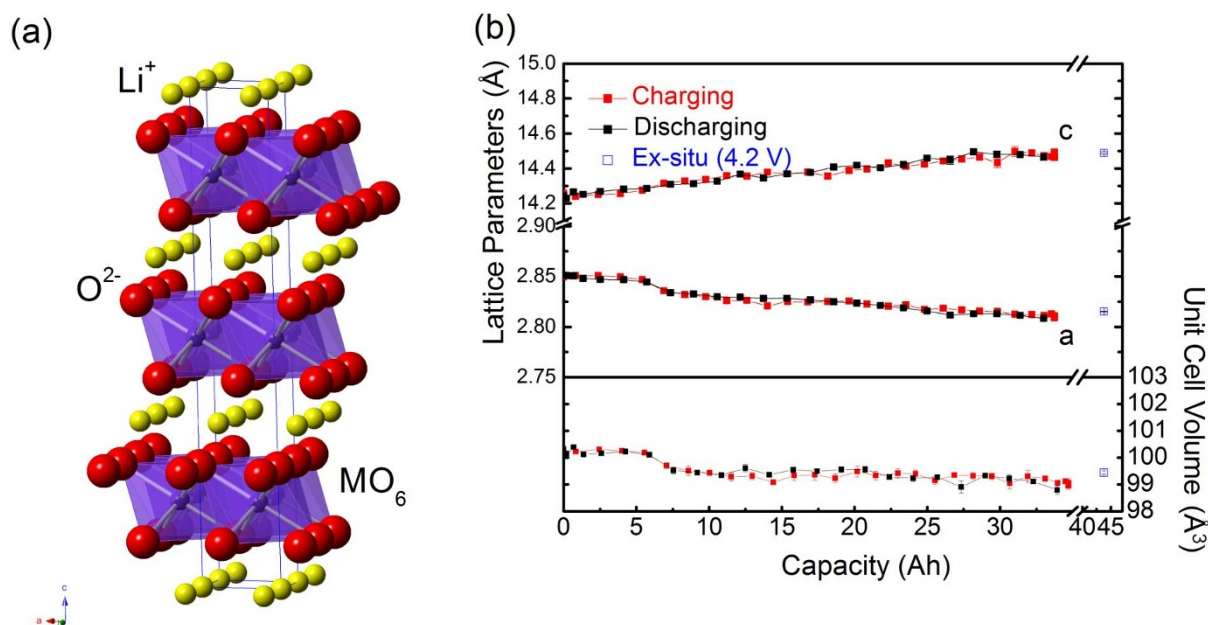 (a)
Li⁺
O²⁻
MO₆
c
a
(b)
Lattice Parameters (Å)
15.0
14.8
14.6
14.4
14.2
2.90
2.85
2.80
2.75
Charging
Discharging
Ex-situ (4.2 V)
c
a
103
102
101
100
99
98
Unit Cell Volume (Å³)
0 5 10 15 20 25 30 35 40 45
Capacity (Ah)